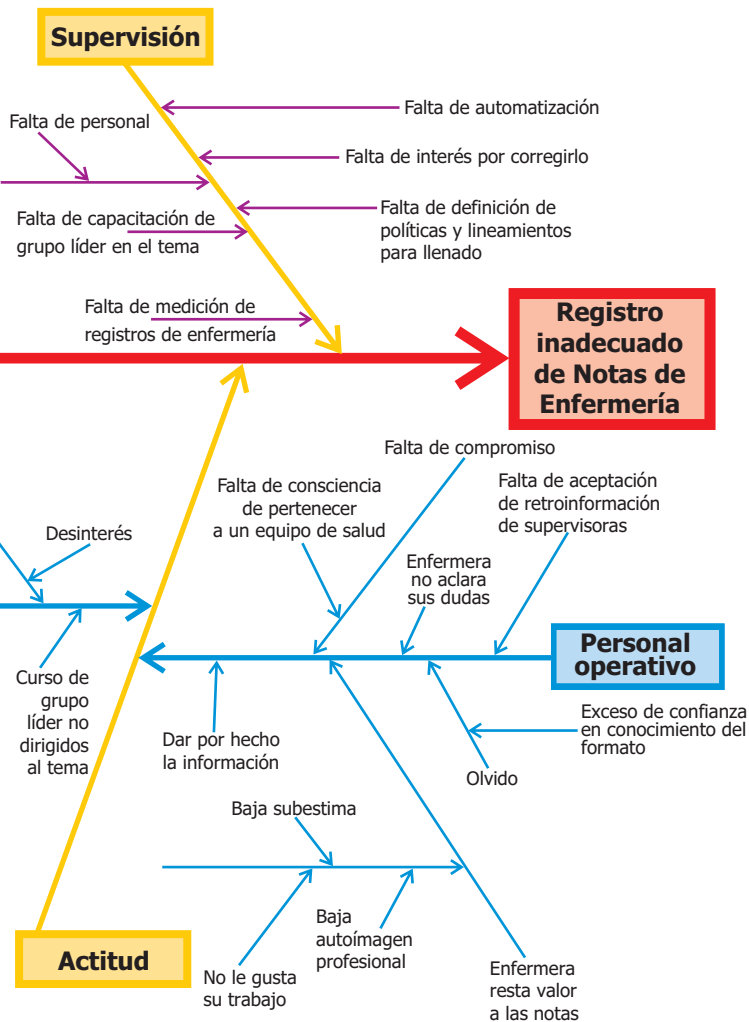 Supervisión
Falta de automatización
Falta de personal
Falta de interés por corregirlo
Falta de capacitación de
grupo líder en el tema
Falta de definición de
políticas y lineamientos
para llenado
Falta de medición de
registros de enfermería
Registro
inadecuado
de Notas de
Enfermería
Falta de compromiso
Falta de consciencia
de pertenecer
a un equipo de salud
Falta de aceptación
de retroinformación
de supervisoras
Desinterés
Enfermera
no aclara
sus dudas
Personal
operativo
Curso de
grupo
líder no
dirigidos
al tema
Dar por hecho
la información
Exceso de confianza
en conocimiento del
formato
Olvido
Baja subestima
Baja
autoímagen
profesional
Actitud
No le gusta
su trabajo
Enfermera
resta valor
a las notas